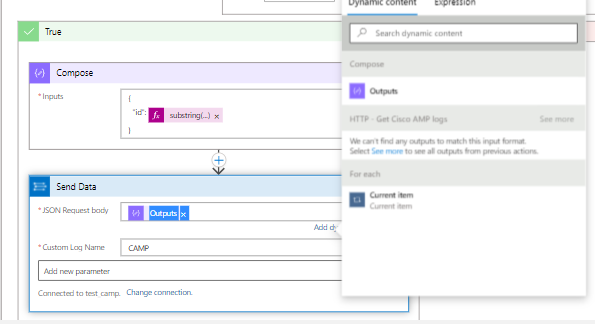 Dynamic content Expression
True
Search dynamic content
Compose
Inputs
{
"id": fx substring(...) ×
}
Send Data
* JSON Request body
Outputs ×
Add dy
* Custom Log Name
CAMP
Add new parameter
Connected to test_camp. Change connection.
Compose
Outputs
HTTP - Get Cisco AMP logs See more
We can't find any outputs to match this input format.
Select See more to see all outputs from previous actions.
For each
Current item
Current item